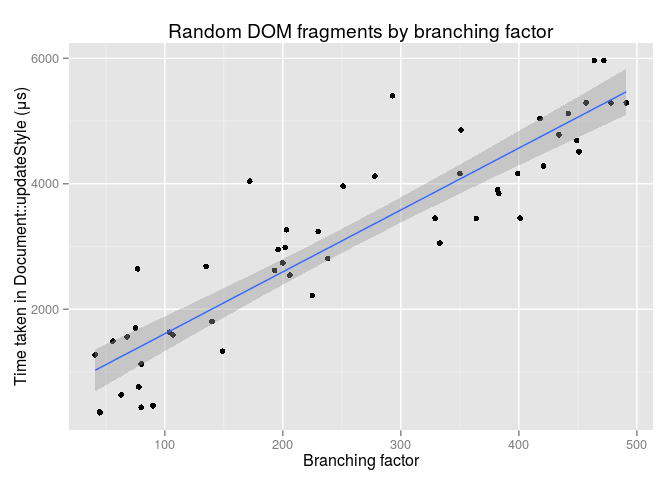 Random DOM fragments by branching factor
Time taken in Document::updateStyle (µs)
6000
4000
2000
100 200 300 400 500
Branching factor